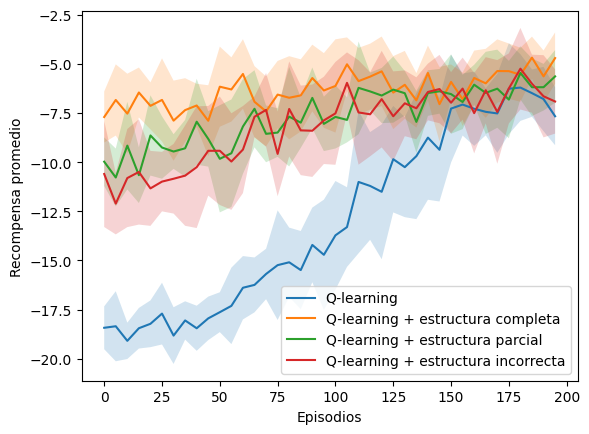 −2.5
−5.0
−7.5
−10.0
−12.5
−15.0
−17.5
−20.0
Recompensa promedio
Q-learning
Q-learning + estructura completa
Q-learning + estructura parcial
Q-learning + estructura incorrecta
0 25 50 75 100 125 150 175 200
Episodios